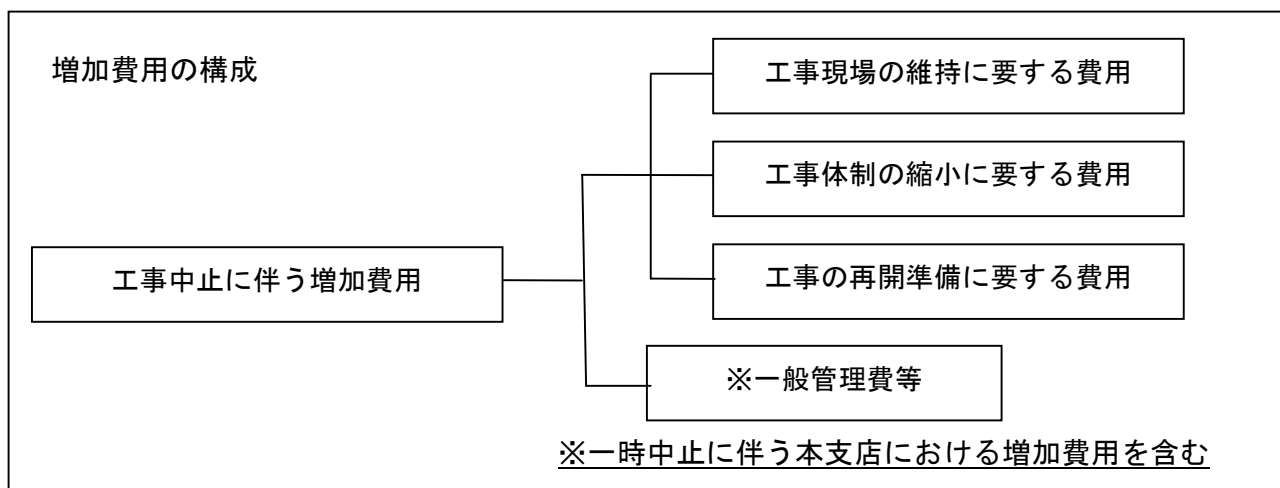 増加費用の構成
工事現場の維持に要する費用
工事体制の縮小に要する費用
工事の再開準備に要する費用
工事中止に伴う増加費用
※一般管理費等
※一時中止に伴う本支店における増加費用を含む